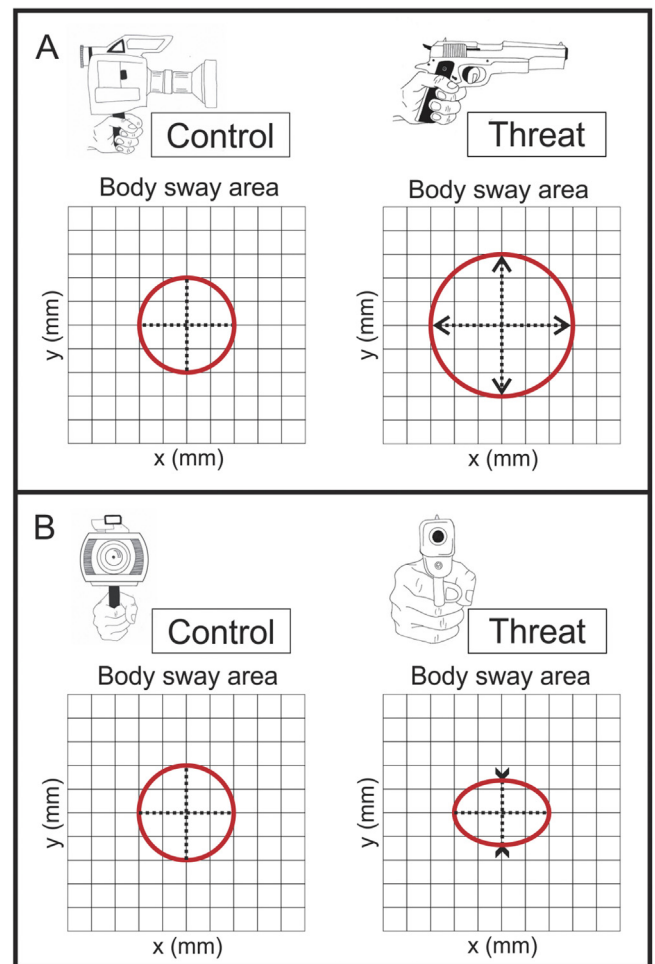 A
Control
Threat
Body sway area
Body sway area
y (mm)
y (mm)
x (mm)
x (mm)
B
Control
Threat
Body sway area
Body sway area
y (mm)
y (mm)
x (mm)
x (mm)